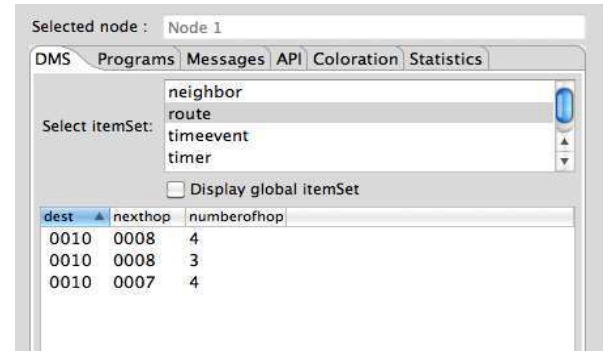 Selected node : Node 1
DMS Programs Messages API Coloration Statistics
Select itemSet:
neighbor
route
timeevent
timer
Display global itemSet
dest nexthop numberofhop
0010 0008 4
0010 0008 3
0010 0007 4